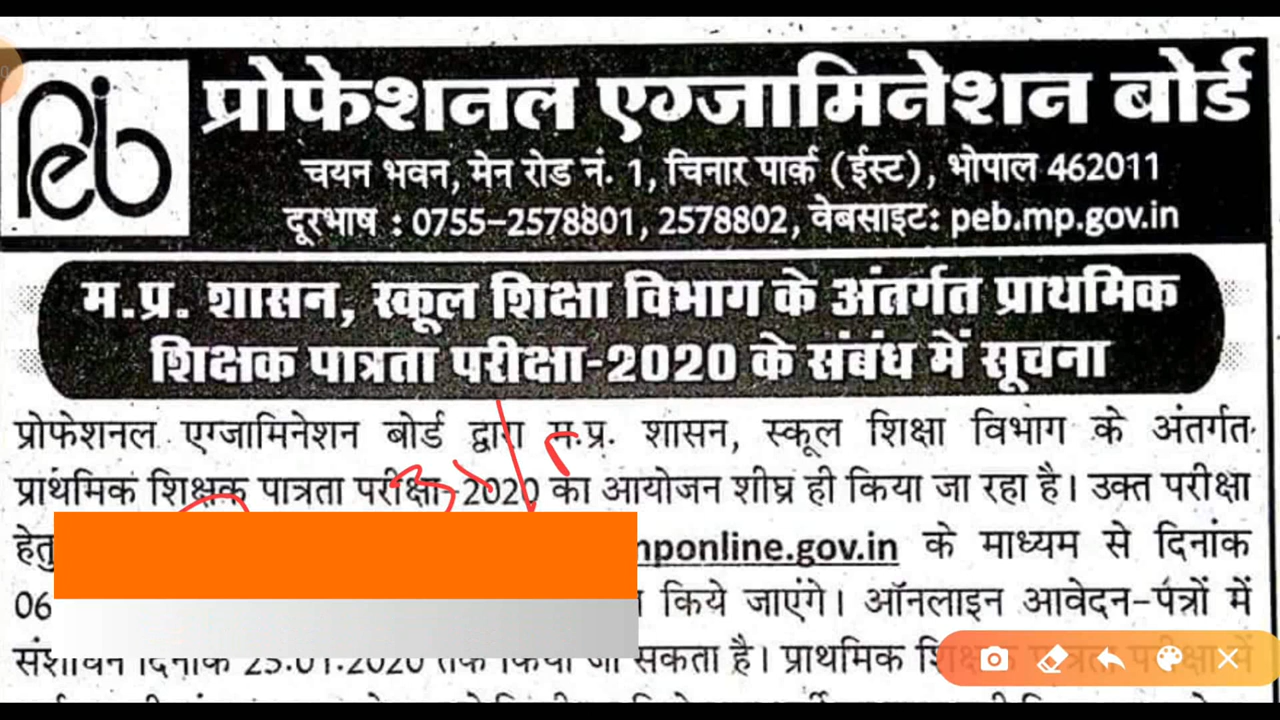 Peb
प्रोफेशनल एग्जामिनेशन बोर्ड
चयन भवन, मेन रोड नं. 1, चिनार पार्क (ईस्ट), भोपाल 462011
दूरभाष : 0755-2578801, 2578802, वेबसाइट: peb.mp.gov.in
म.प्र. शासन, स्कूल शिक्षा विभाग के अंतर्गत प्राथमिक
शिक्षक पात्रता परीक्षा-2020 के संबंध में सूचना
प्रोफेशनल एग्जामिनेशन बोर्ड द्वारा म.प्र. शासन, स्कूल शिक्षा विभाग के अंतर्गत
प्राथमिक शिक्षक पात्रता परीक्षा-2020 का आयोजन शीघ्र ही किया जा रहा है। उक्त परीक्षा
हेतु mponline.gov.in के माध्यम से दिनांक
06 किये जाएंगे। ऑनलाइन आवेदन-पत्रों में
संशोधन दिनांक 25.01.2020 तक किया जा सकता है। प्राथमिक शिक्षक पात्रता परीक्षा में